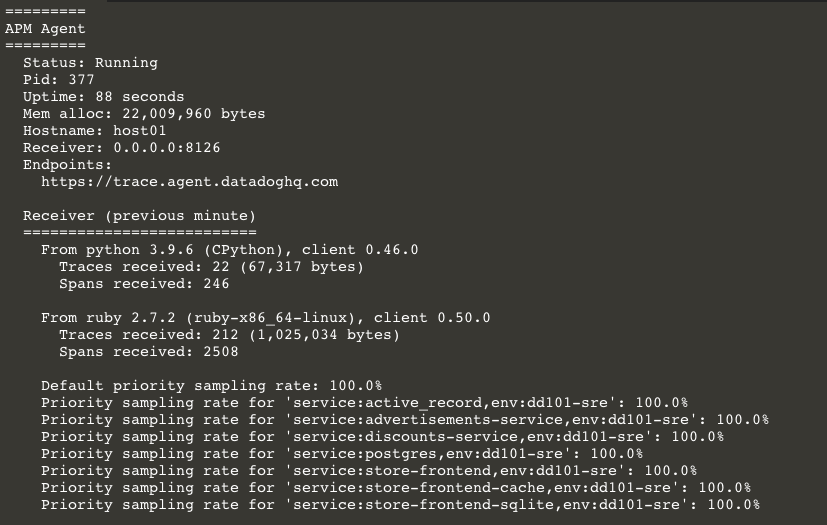 =========
APM Agent
=========
  Status: Running
  Pid: 377
  Uptime: 88 seconds
  Mem alloc: 22,009,960 bytes
  Hostname: host01
  Receiver: 0.0.0.0:8126
  Endpoints:
    https://trace.agent.datadoghq.com

  Receiver (previous minute)
  ==========================
    From python 3.9.6 (CPython), client 0.46.0
      Traces received: 22 (67,317 bytes)
      Spans received: 246

    From ruby 2.7.2 (ruby-x86_64-linux), client 0.50.0
      Traces received: 212 (1,025,034 bytes)
      Spans received: 2508

    Default priority sampling rate: 100.0%
    Priority sampling rate for 'service:active_record,env:dd101-sre': 100.0%
    Priority sampling rate for 'service:advertisements-service,env:dd101-sre': 100.0%
    Priority sampling rate for 'service:discounts-service,env:dd101-sre': 100.0%
    Priority sampling rate for 'service:postgres,env:dd101-sre': 100.0%
    Priority sampling rate for 'service:store-frontend,env:dd101-sre': 100.0%
    Priority sampling rate for 'service:store-frontend-cache,env:dd101-sre': 100.0%
    Priority sampling rate for 'service:store-frontend-sqlite,env:dd101-sre': 100.0%